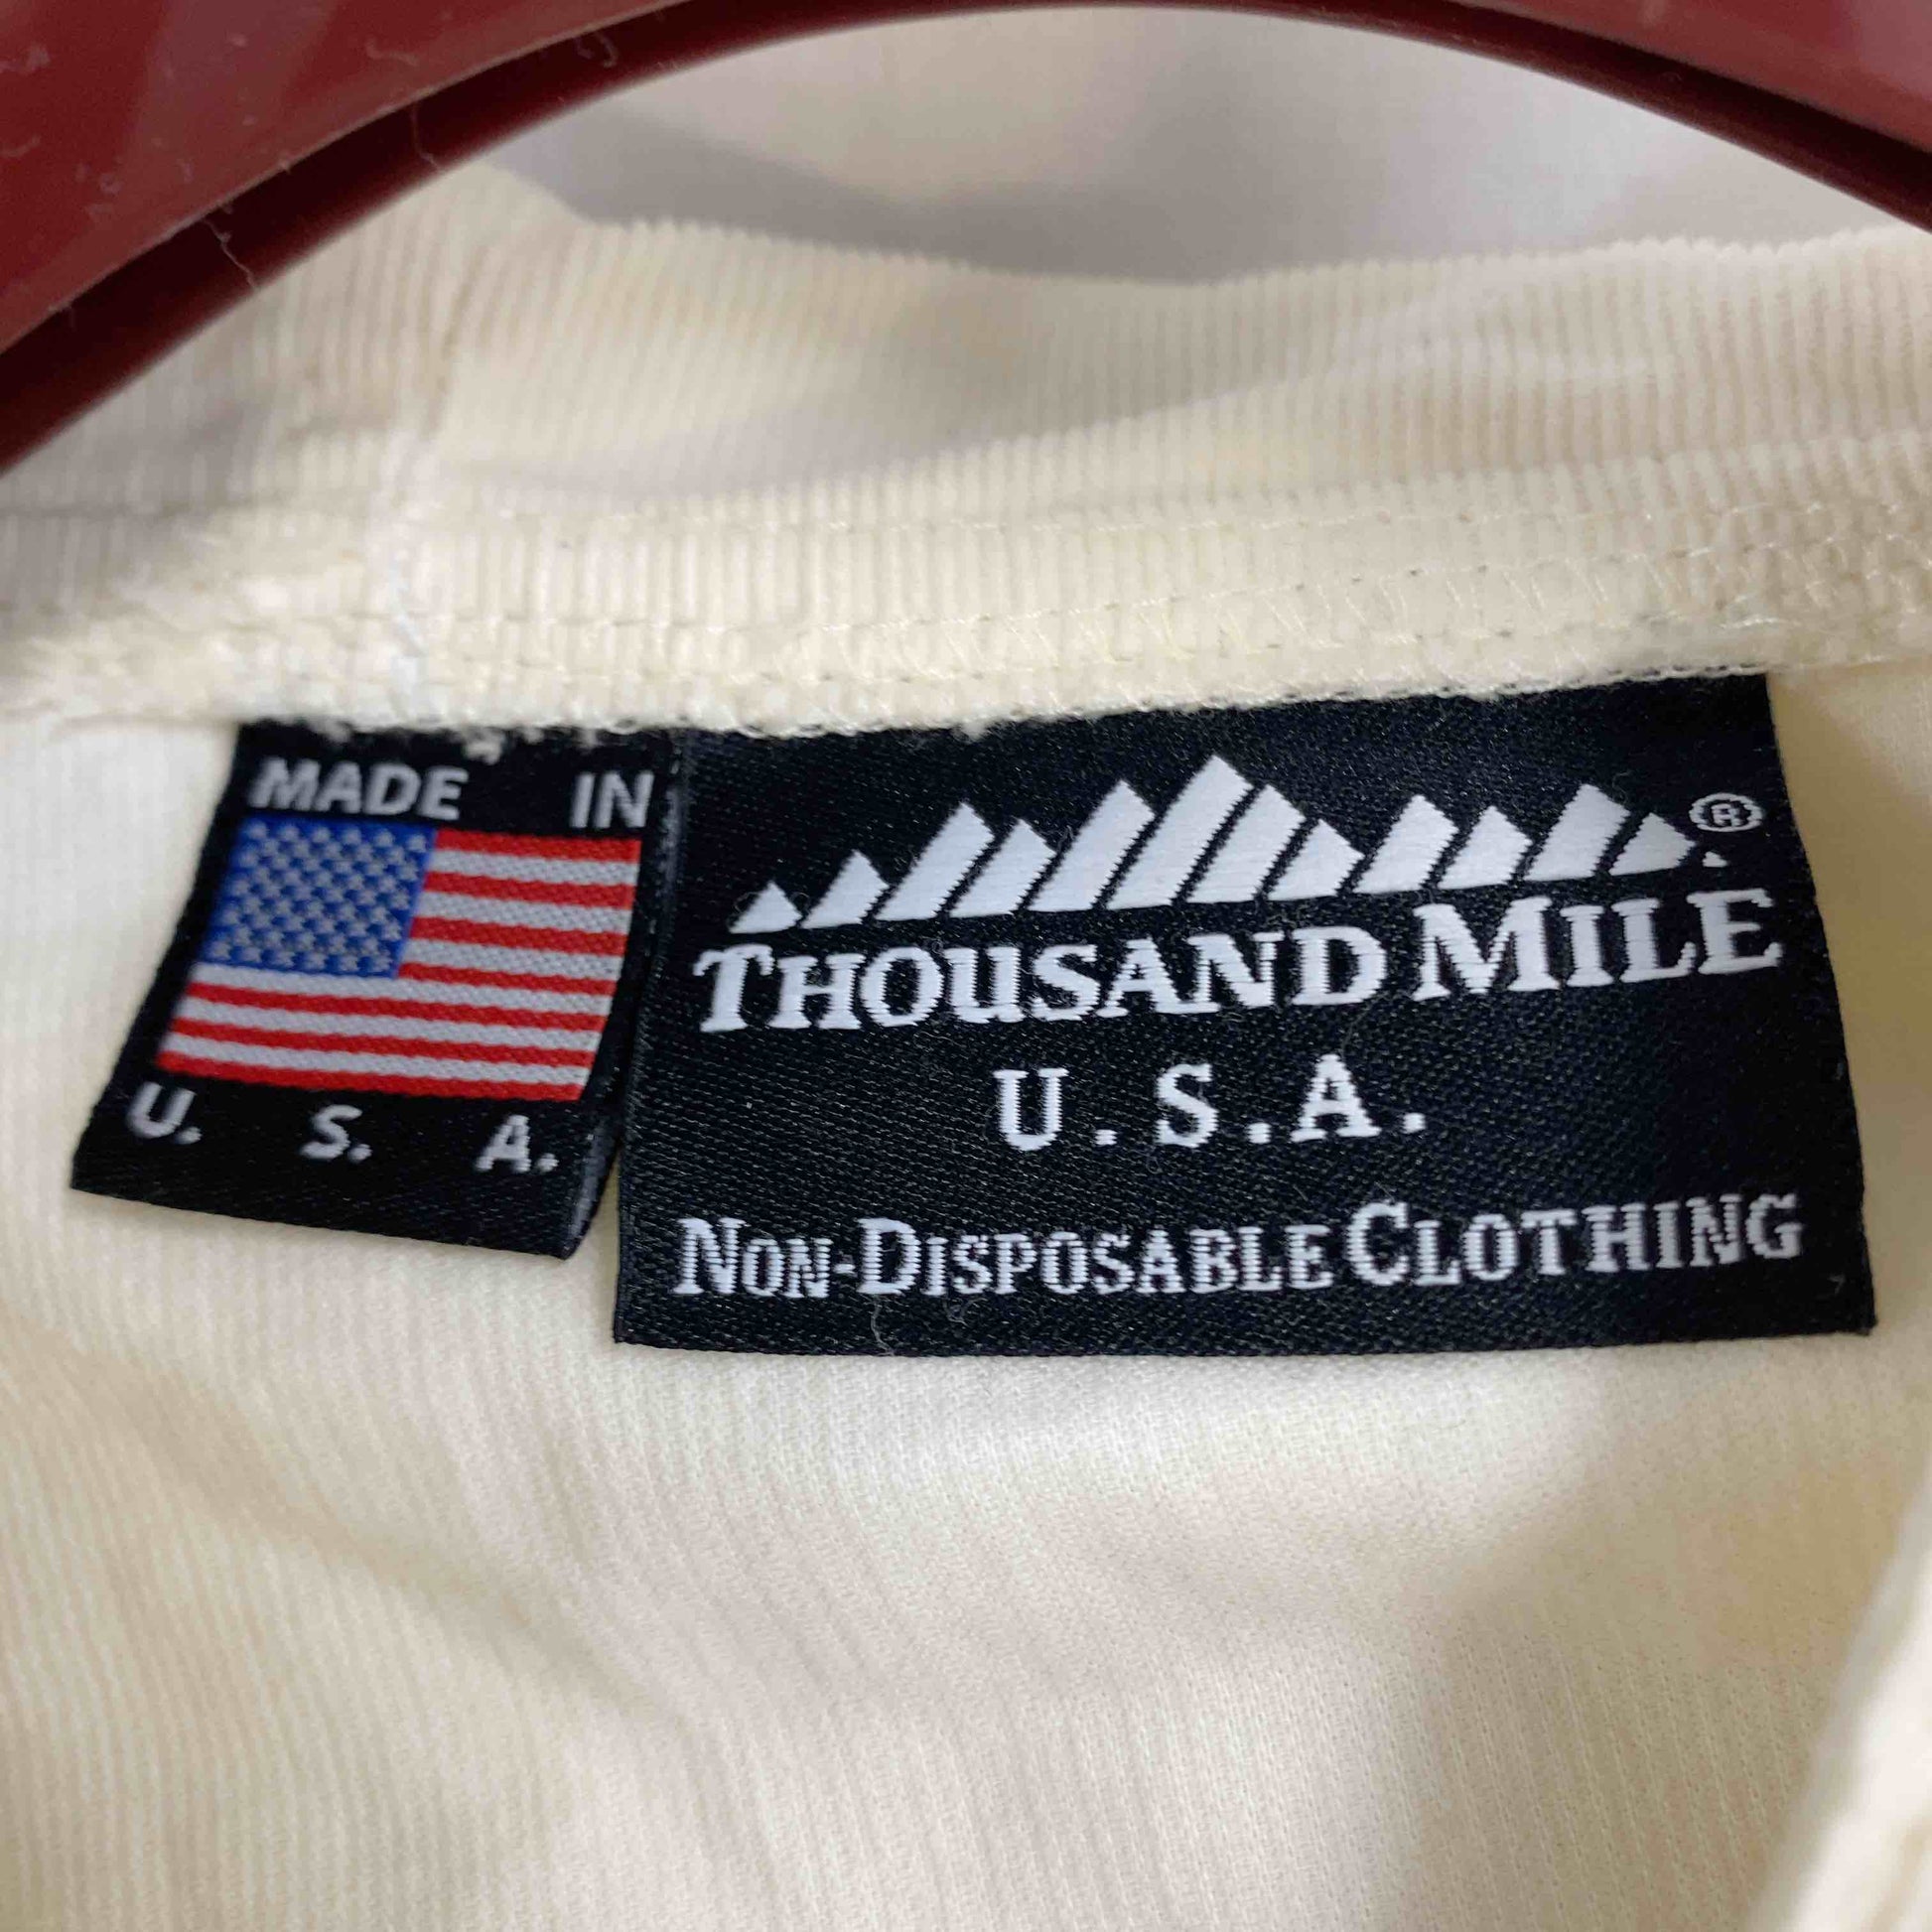 MADE IN
U. S. A.
®
THOUSAND MILE
U.S.A.
NON-DISPOSABLE CLOTHING